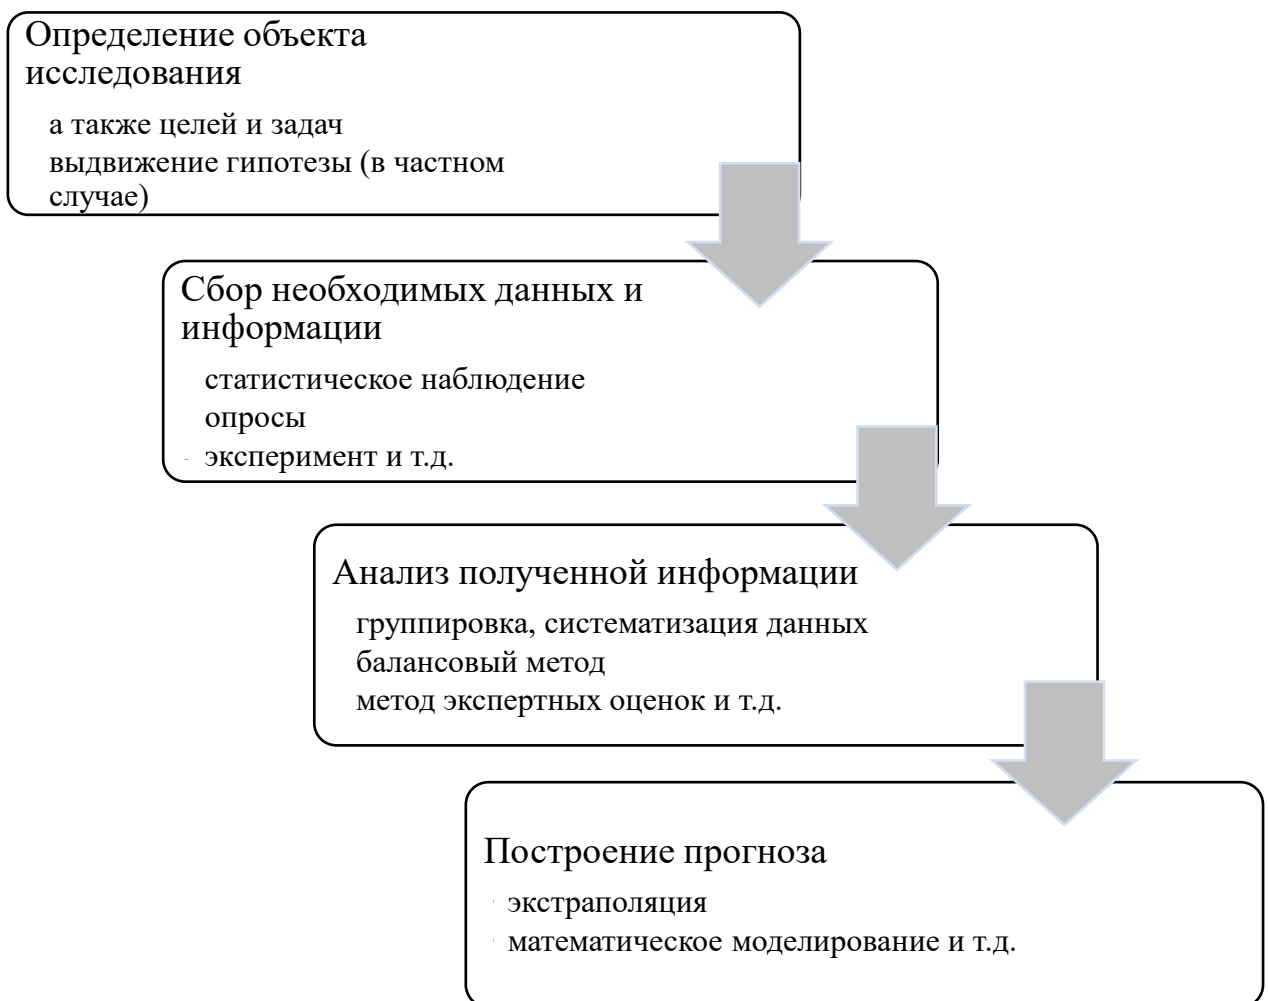 Определение объекта
исследования
а также целей и задач
выдвижение гипотезы (в частном
случае)
Сбор необходимых данных и
информации
статистическое наблюдение
опросы
эксперимент и т.д.
Анализ полученной информации
группировка, систематизация данных
балансовый метод
метод экспертных оценок и т.д.
Построение прогноза
экстраполяция
математическое моделирование и т.д.